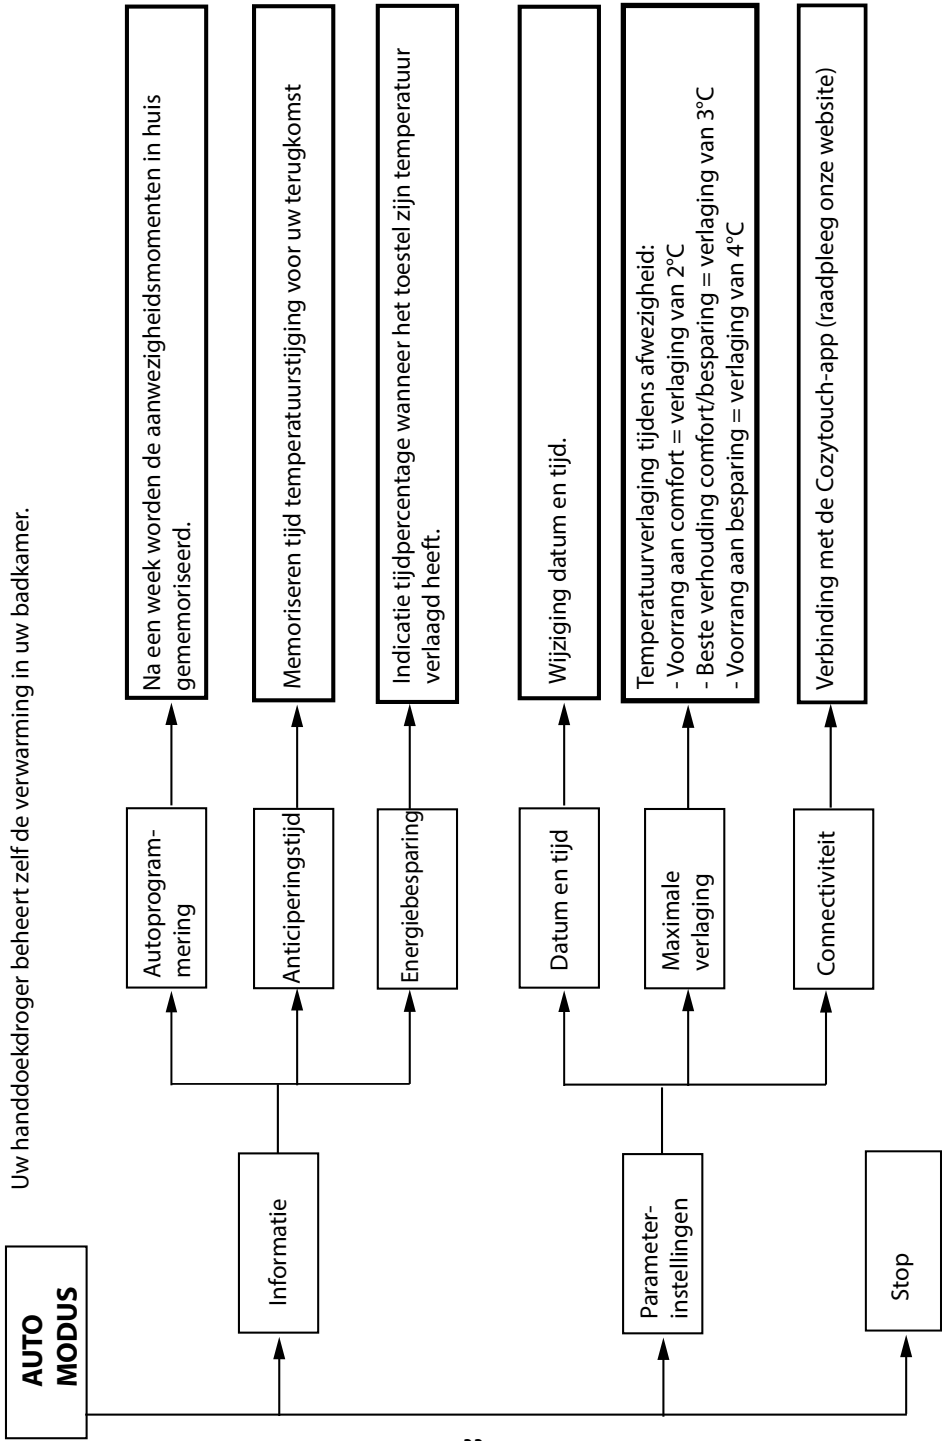 AUTO
MODUS
Uw handdoekdroger beheert zelf de verwarming in uw badkamer.
Informatie
Autoprogram-
mering
Na een week worden de aanwezigheidsmomenten in huis
gememoriseerd.
Anticiperingstijd
Memoriseren tijd temperatuurstijging voor uw terugkomst
Energiebesparing
Indicatie tijdpercentage wanneer het toestel zijn temperatuur
verlaagd heeft.
Parameter-
instellingen
Datum en tijd
Wijziging datum en tijd.
Maximale
verlaging
Temperatuurverlaging tijdens afwezigheid:
- Voorrang aan comfort = verlaging van 2°C
- Beste verhouding comfort/besparing = verlaging van 3°C
- Voorrang aan besparing = verlaging van 4°C
Connectiviteit
Verbinding met de Cozytouch-app (raadpleeg onze website)
Stop